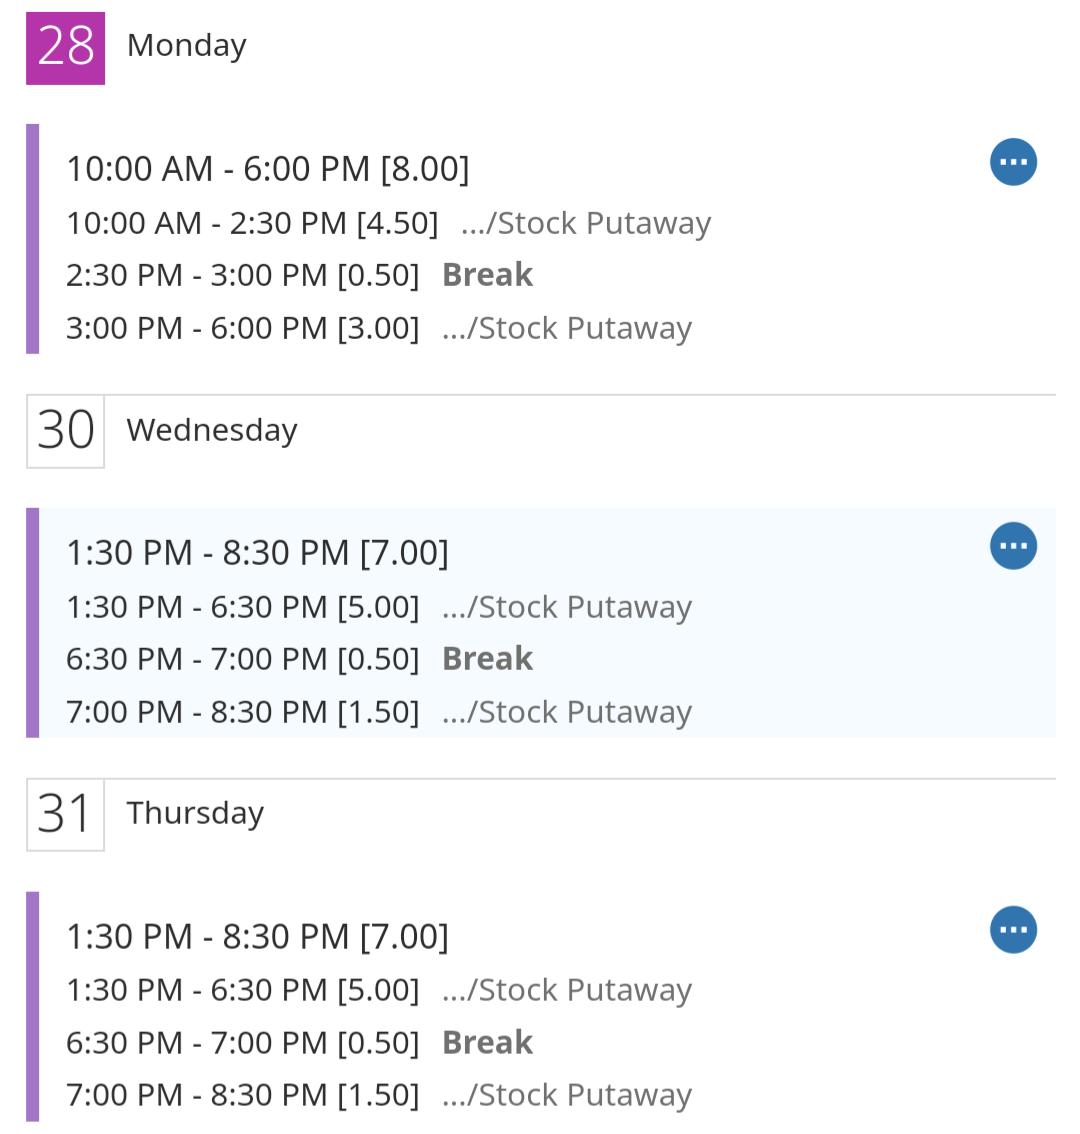 28 Monday
10:00 AM - 6:00 PM [8.00]
10:00 AM - 2:30 PM [4.50] .../Stock Putaway
2:30 PM - 3:00 PM [0.50] Break
3:00 PM - 6:00 PM [3.00] .../Stock Putaway
30 Wednesday
1:30 PM - 8:30 PM [7.00]
1:30 PM - 6:30 PM [5.00] .../Stock Putaway
6:30 PM - 7:00 PM [0.50] Break
7:00 PM - 8:30 PM [1.50] .../Stock Putaway
31 Thursday
1:30 PM - 8:30 PM [7.00]
1:30 PM - 6:30 PM [5.00] .../Stock Putaway
6:30 PM - 7:00 PM [0.50] Break
7:00 PM - 8:30 PM [1.50] .../Stock Putaway